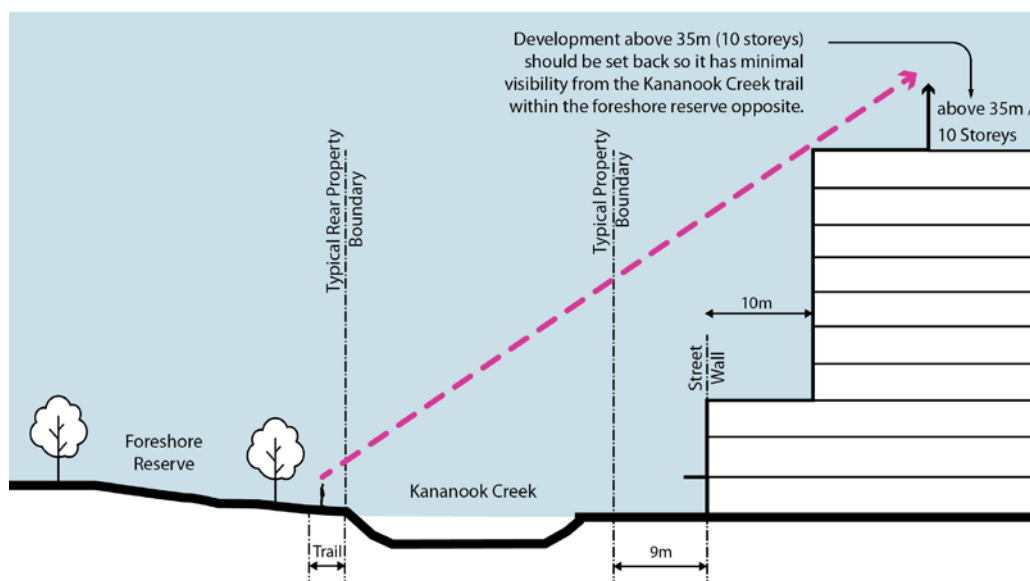 Development above 35m (10 storeys)
should be set back so it has minimal
visibility from the Kananook Creek trail
within the foreshore reserve opposite.
above 35m /
10 Storeys
Typical Rear Property
Boundary
Typical Property
Boundary
10m
Street
Wall
Foreshore
Reserve
Kananook Creek
Trail
9m